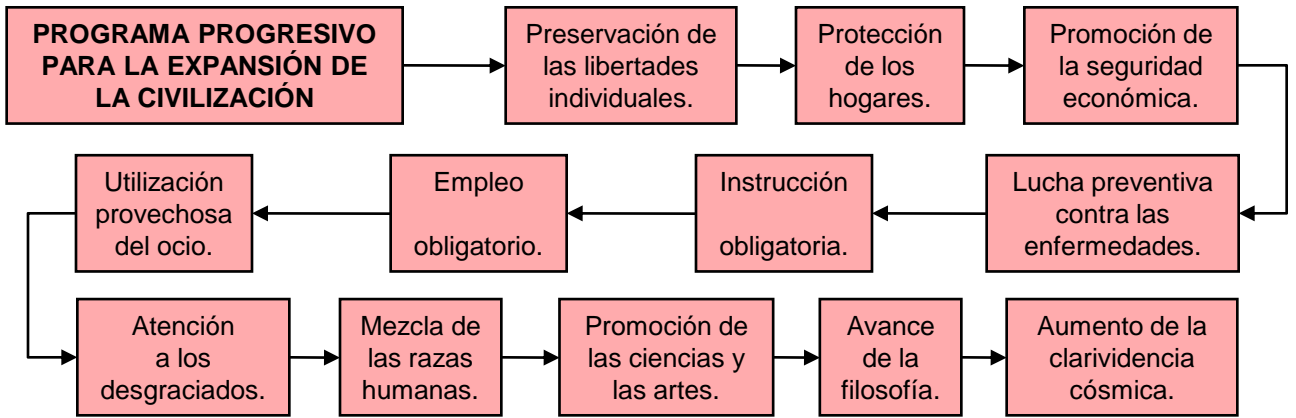 PROGRAMA PROGRESIVO
PARA LA EXPANSIÓN DE
LA CIVILIZACIÓN
Preservación de
las libertades
individuales.
Protección
de los
hogares.
Promoción de
la seguridad
económica.
Lucha preventiva
contra las
enfermedades.
Instrucción
obligatoria.
Empleo
obligatorio.
Utilización
provechosa
del ocio.
Atención
a los
desgraciados.
Mezcla de
las razas
humanas.
Promoción de
las ciencias y
las artes.
Avance
de la
filosofía.
Aumento de la
clarividencia
cósmica.